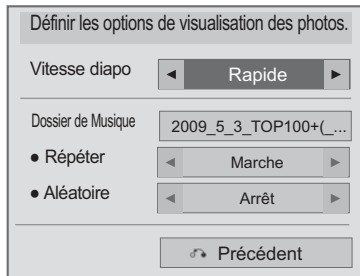 Définir les options de visualisation des photos.
Vitesse diapo ◄ Rapide ►
Dossier de Musique 2009_5_3_TOP100+(_...
● Répéter ◄ Marche ►
● Aléatoire ◄ Arrêt ►
Précédent